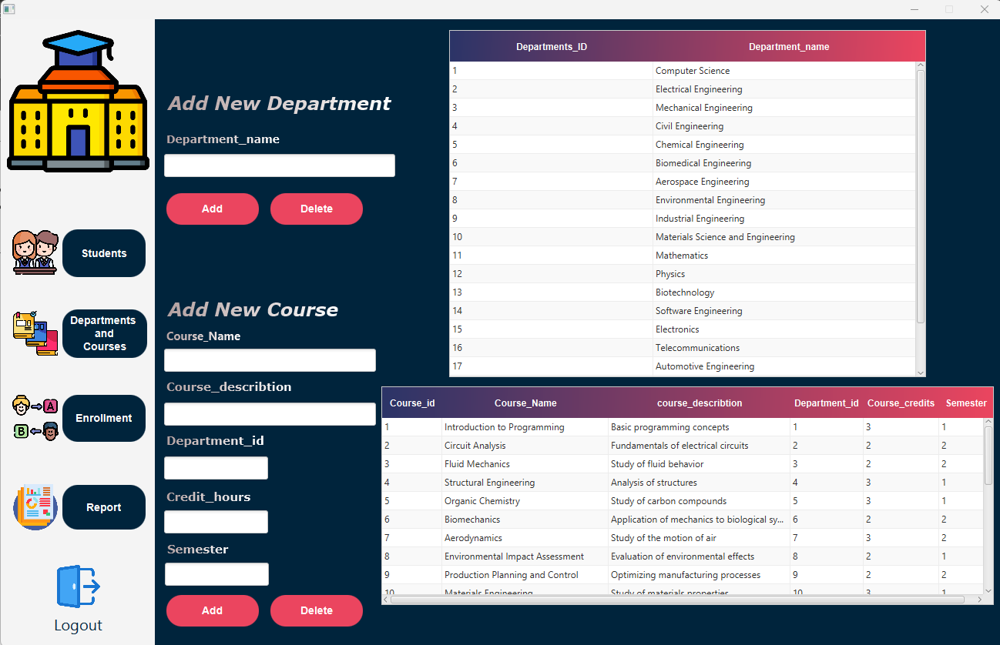 Students
Departments
and
Courses
A
Enrollment
B
Report
Logout
Add New Department
Department_name
Add Delete
Add New Course
Course_Name
Course_describtion
Department_id
Credit_hours
Semester
Add Delete
Departments_ID Department_name
1 Computer Science
2 Electrical Engineering
3 Mechanical Engineering
4 Civil Engineering
5 Chemical Engineering
6 Biomedical Engineering
7 Aerospace Engineering
8 Environmental Engineering
9 Industrial Engineering
10 Materials Science and Engineering
11 Mathematics
12 Physics
13 Biotechnology
14 Software Engineering
15 Electronics
16 Telecommunications
17 Automotive Engineering
Course_id Course_Name course_describtion Department_id Course_credits Semester
1 Introduction to Programming Basic programming concepts 1 3 1
2 Circuit Analysis Fundamentals of electrical circuits 2 2 2
3 Fluid Mechanics Study of fluid behavior 3 2 2
4 Structural Engineering Analysis of structures 4 3 1
5 Organic Chemistry Study of carbon compounds 5 3 1
6 Biomechanics Application of mechanics to biological sy... 6 2 2
7 Aerodynamics Study of the motion of air 7 3 2
8 Environmental Impact Assessment Evaluation of environmental effects 8 2 1
9 Production Planning and Control Optimizing manufacturing processes 9 2 2
10 Materials Engineering Study of materials properties 10 3 1